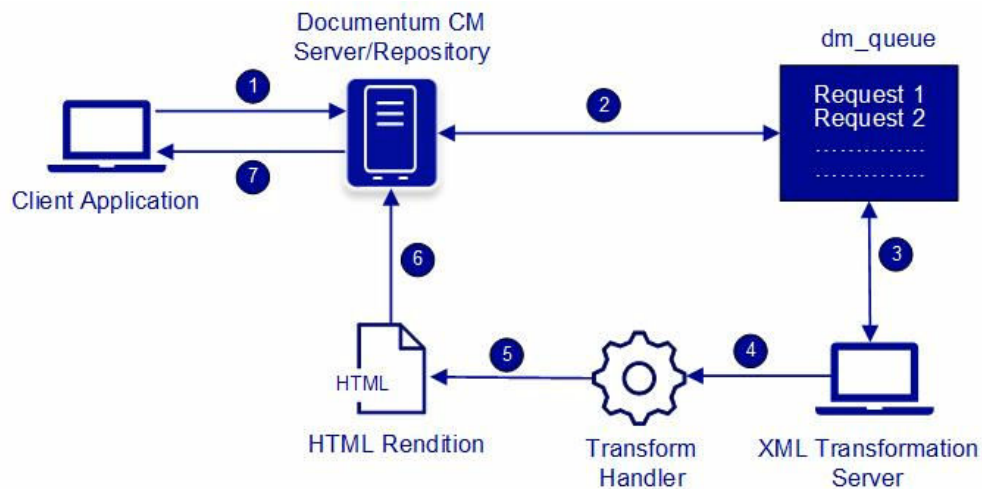 Documentum CM
Server/Repository
dm_queue
1
2
Request 1
Request 2
..............
..............
7
Client Application
6
3
5
4
HTML
HTML Rendition
Transform
Handler
XML Transformation
Server